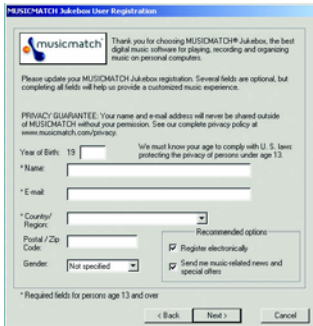 MUSICMATCH Jukebox User Registration
musicmatch
Thank you for choosing MUSICMATCH® Jukebox, the best
digital music software for playing, recording and organizing
music on personal computers.
Please update your MUSICMATCH Jukebox registration. Several fields are optional, but
completing all fields will help us provide a customized music experience.
PRIVACY GUARANTEE: Your name and e-mail address will never be shared outside
of MUSICMATCH without your permission. See our complete privacy policy at
www.musicmatch.com/privacy.
Year of Birth: 19
We must know your age to comply with U. S. laws
protecting the privacy of persons under age 13.
* Name:
* E-mail:
* Country/
Region:
Postal / Zip
Code:
Gender:
Not specified
Recommended options
Register electronically
Send me music-related news and
special offers
* Required fields for persons age 13 and over
< Back
Next >
Cancel